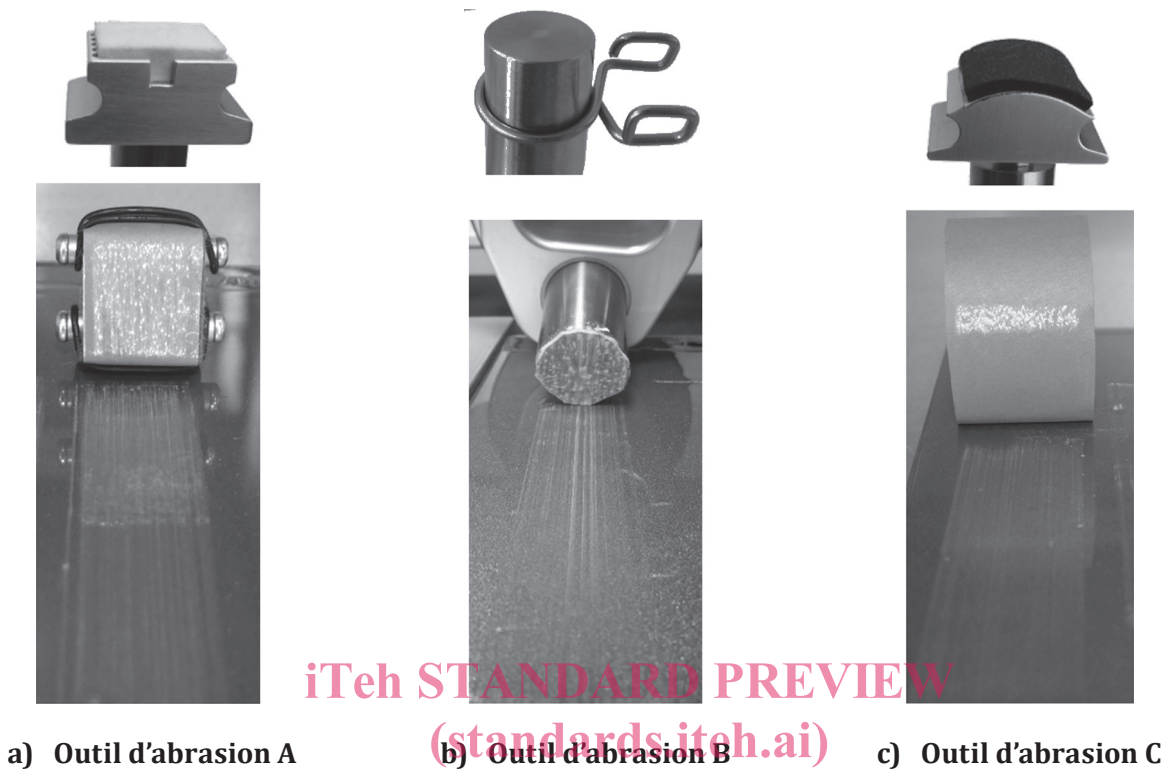 iTeh STANDARD PREVIEW
(standards.iteh.ai)
a) Outil d’abrasion A
b) Outil d’abrasion B
c) Outil d’abrasion C